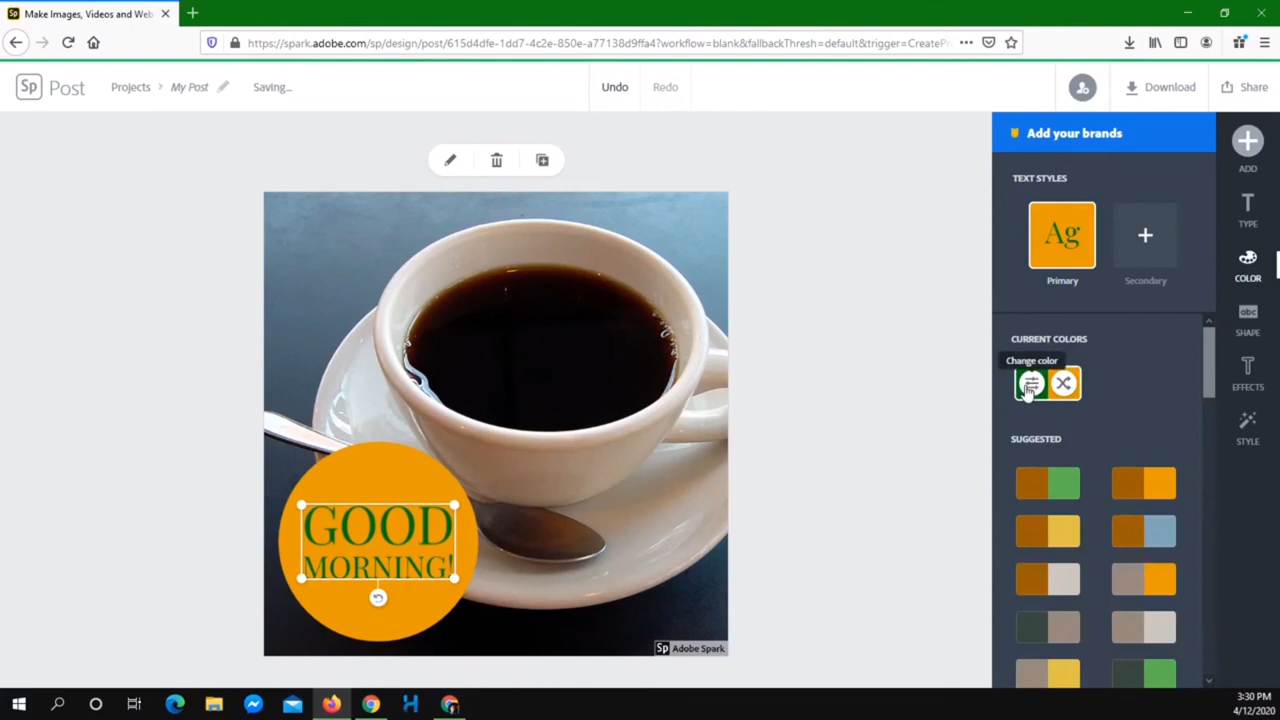 Sp Make Images, Videos and Web
https://spark.adobe.com/sp/design/post/615d4dfe-1dd7-4c2e-850e-a77138d9ffa4?workflow=blank&fallbackThresh=default&trigger=CreatePr
Sp Post Projects > My Post Saving... Undo Redo Download Share
Add your brands
ADD
TEXT STYLES
Ag
Primary
Secondary
TYPE
COLOR
CURRENT COLORS
Change color
abc
SHAPE
EFFECTS
SUGGESTED
STYLE
GOOD
MORNING!
Sp Adobe Spark
3:30 PM
4/12/2020